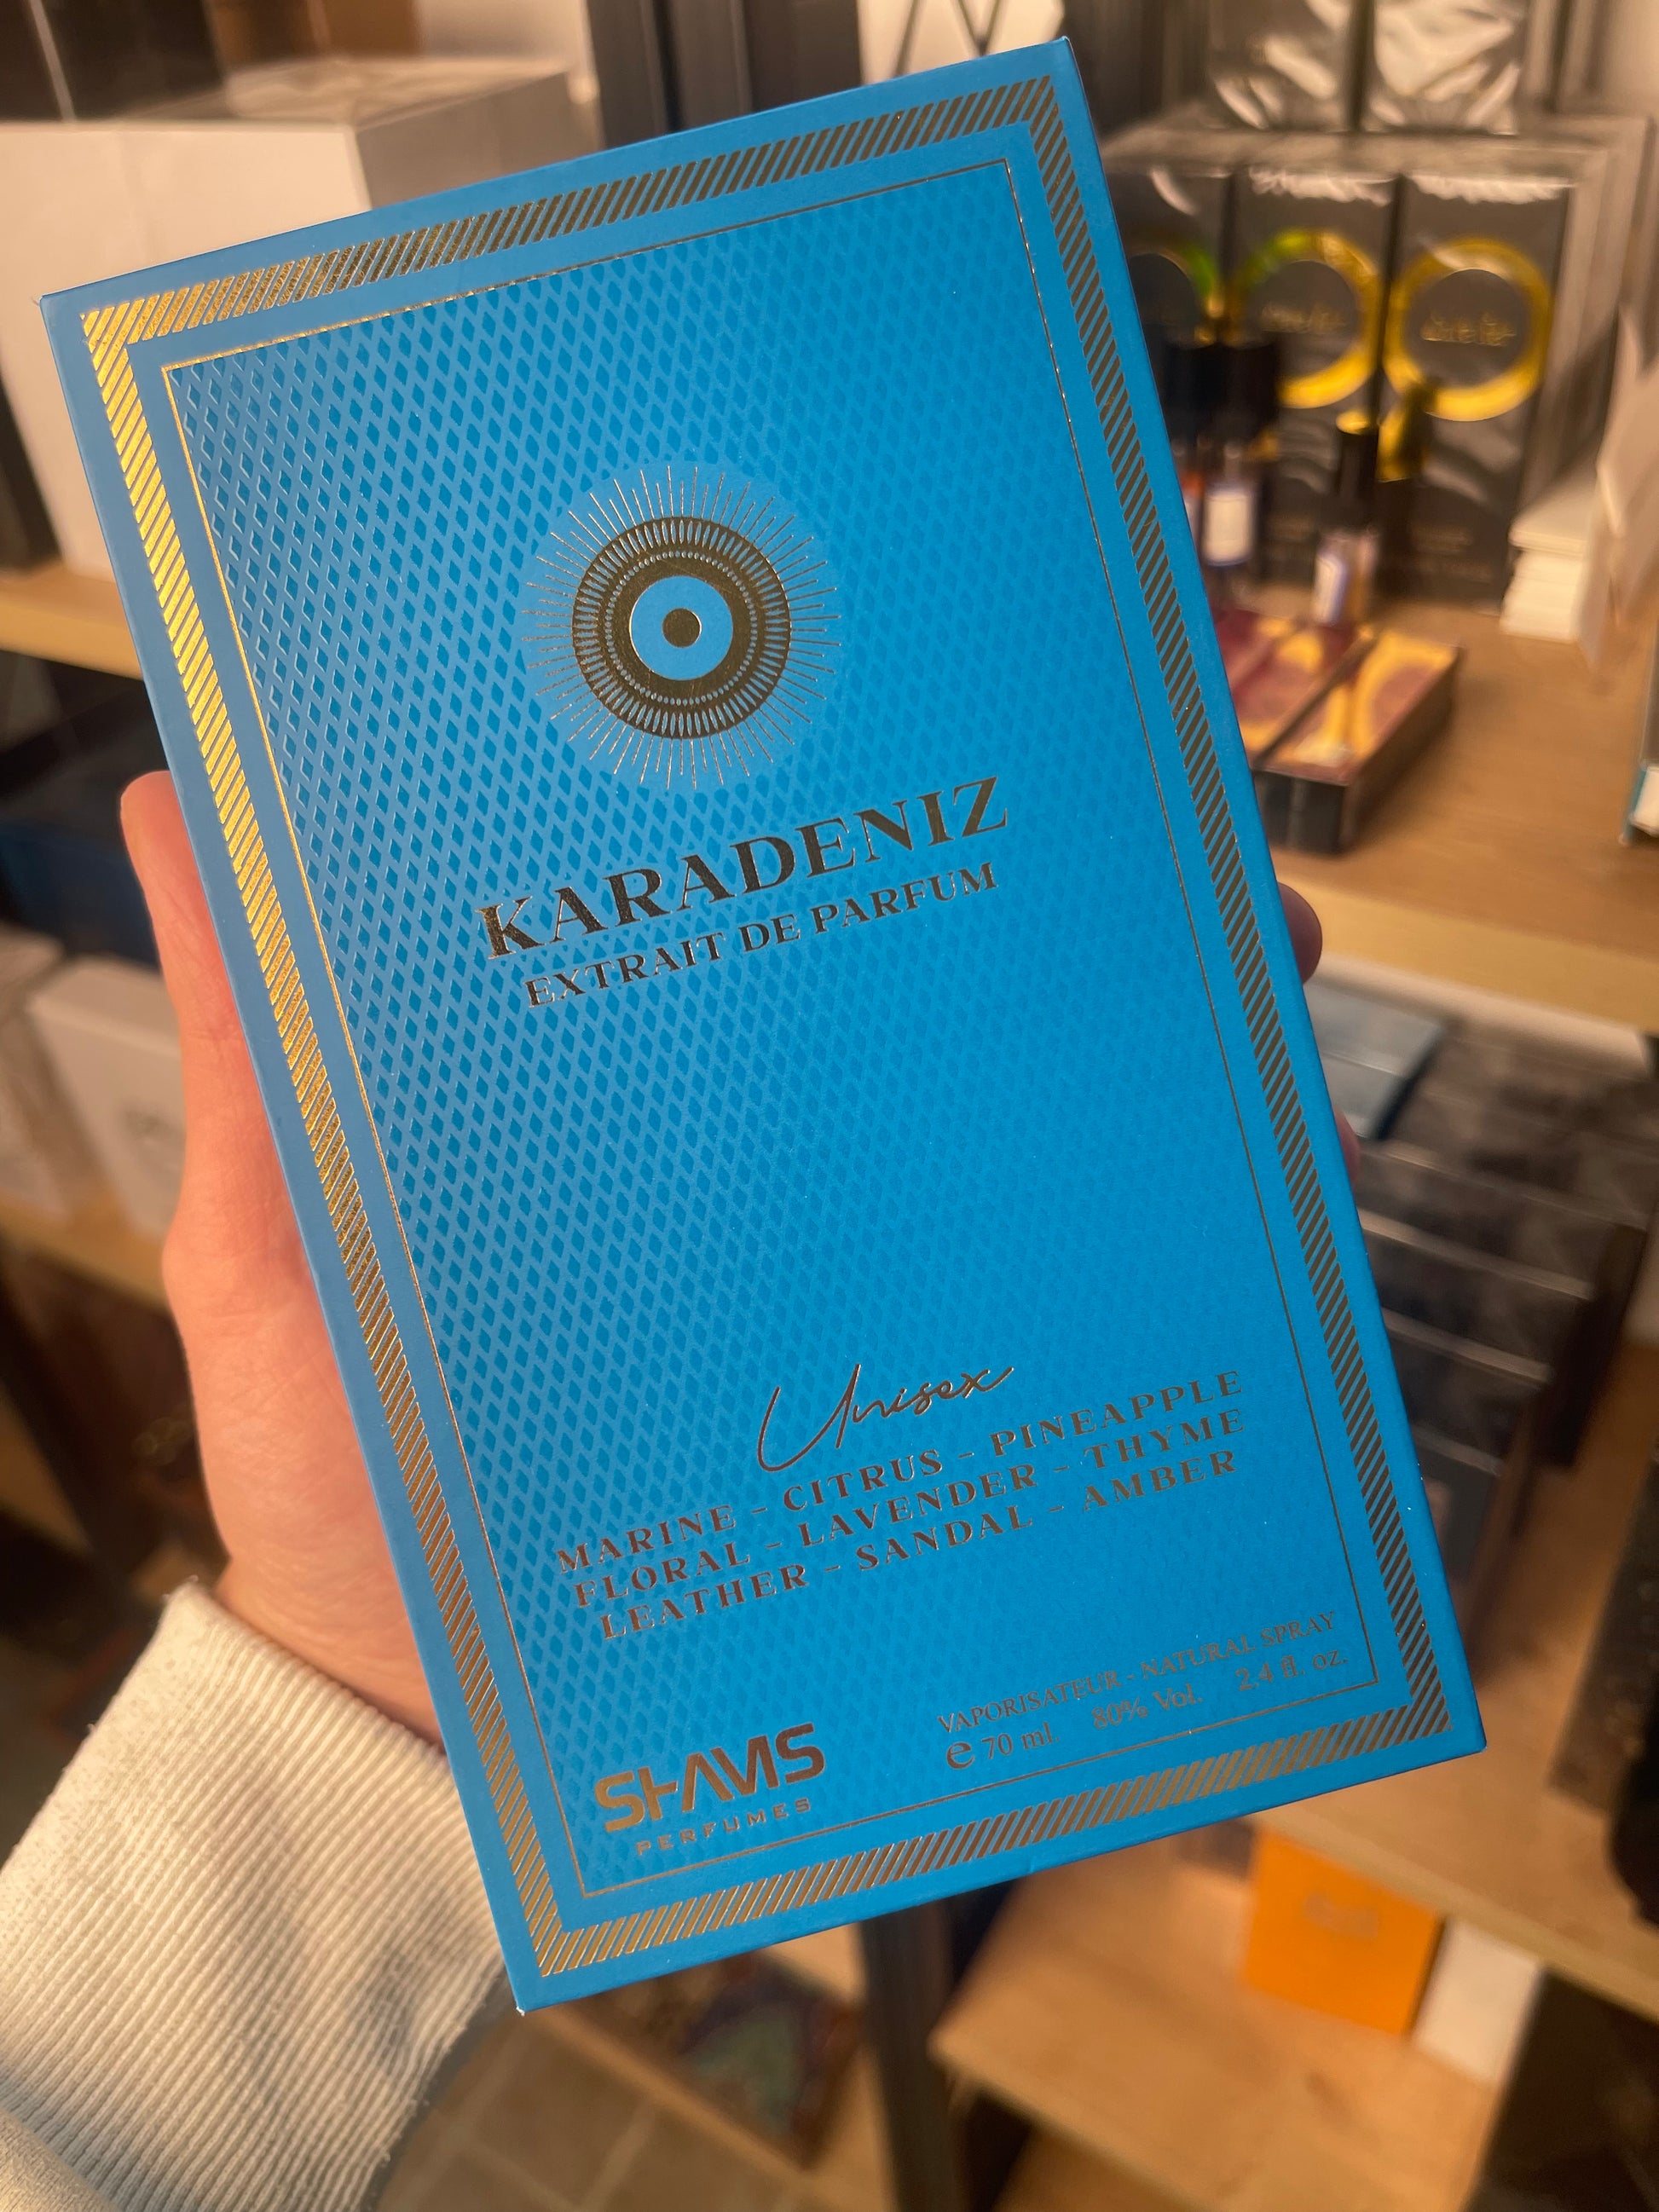 KARADENIZ
EXTRAIT DE PARFUM
Unisex
MARINE - CITRUS - PINEAPPLE
FLORAL - LAVENDER - THYME
LEATHER - SANDAL - AMBER
VAPORISATEUR - NATURAL SPRAY
e 70 ml. 80% Vol. 2.4 fl. oz.
SHAMS
PERFUMES